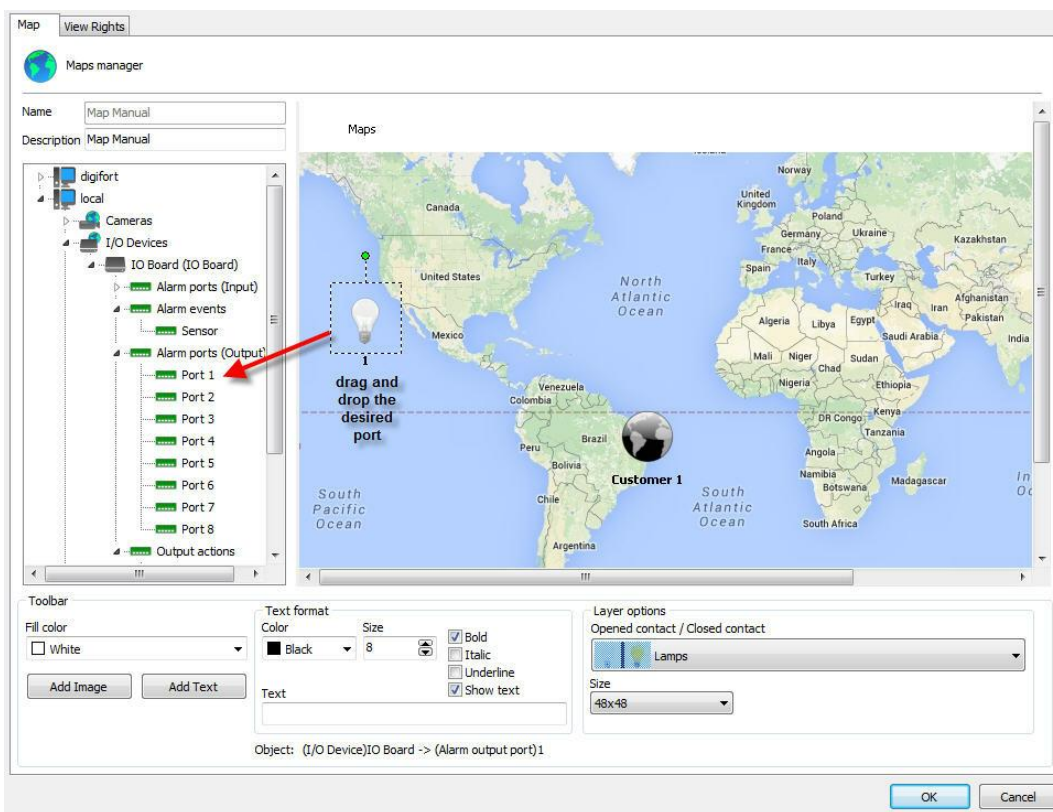 Map
View Rights
Maps manager
Name
Map Manual
Description
Map Manual
digifort
local
Cameras
I/O Devices
IO Board (IO Board)
Alarm ports (Input)
Alarm events
Sensor
Alarm ports (Output)
Port 1
Port 2
Port 3
Port 4
Port 5
Port 6
Port 7
Port 8
Output actions
Maps
Norway
Canada
United
Kingdom
Poland
Germany
Ukraine
Kazakhstan
France
Italy
Spain
Turkey
United States
North
Atlantic
Ocean
Iraq
Iran
Afghanistan
Pakistan
Algeria
Libya
Egypt
Saudi Arabia
India
Mexico
Mali
Niger
Sudan
Chad
1
drag and
drop the
desired
port
Venezuela
Colombia
Nigeria
Ethiopia
DR Congo
Kenya
Tanzania
Peru
Brazil
Bolivia
Customer 1
Angola
Namibia
Botswana
Madagascar
Chile
South
Pacific
Ocean
South
Atlantic
Ocean
South Africa
In
Oc
Argentina
Toolbar
Fill color
White
Add Image
Add Text
Text format
Color
Size
Black
8
Bold
Italic
Underline
Show text
Text
Layer options
Opened contact / Closed contact
Lamps
Size
48x48
Object: (I/O Device)IO Board -> (Alarm output port)1
OK
Cancel